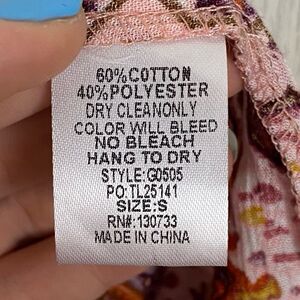 60%COTTON
40%POLYESTER
DRY CLEANONLY
COLOR WILL BLEED
NO BLEACH
HANG TO DRY
STYLE:G0505
PO:TL25141
SIZE:S
RN#:130733
MADE IN CHINA